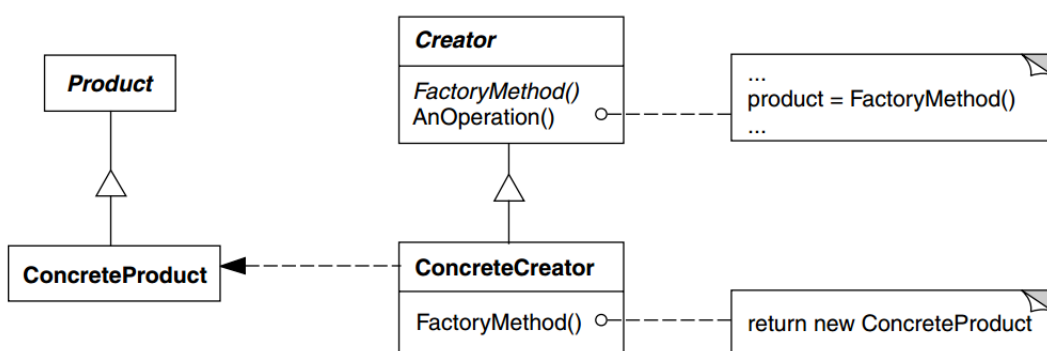 Product
ConcreteProduct
Creator
FactoryMethod()
AnOperation()
...
product = FactoryMethod()
...
ConcreteCreator
FactoryMethod()
return new ConcreteProduct